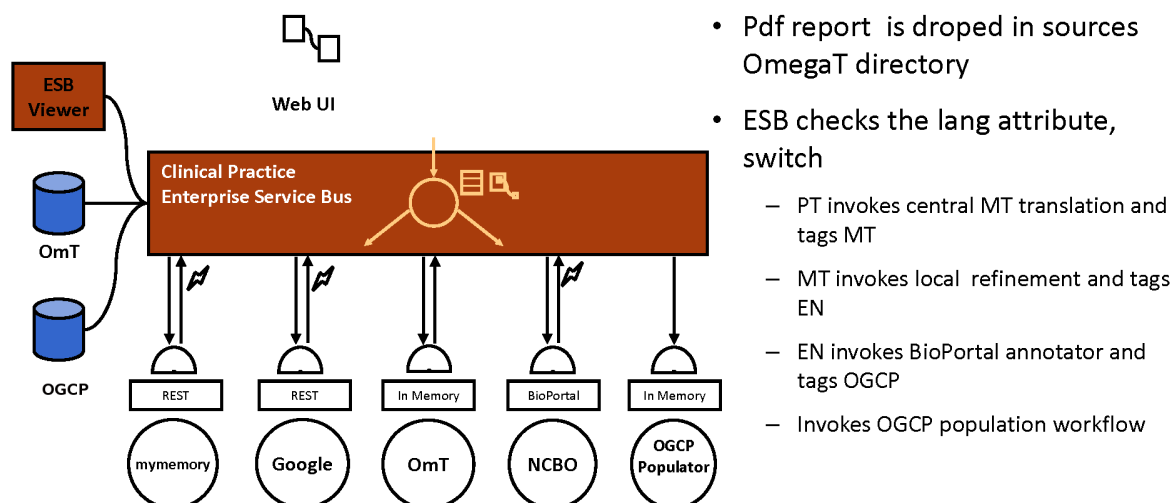 ESB
Viewer
Web UI
Clinical Practice
Enterprise Service Bus
OmT
OGCP
REST
REST
In Memory
BioPortal
In Memory
mymemory
Google
OmT
NCBO
OGCP
Populator
• Pdf report is droped in sources
OmegaT directory
• ESB checks the lang attribute,
switch
– PT invokes central MT translation and
tags MT
– MT invokes local refinement and tags
EN
– EN invokes BioPortal annotator and
tags OGCP
– Invokes OGCP population workflow